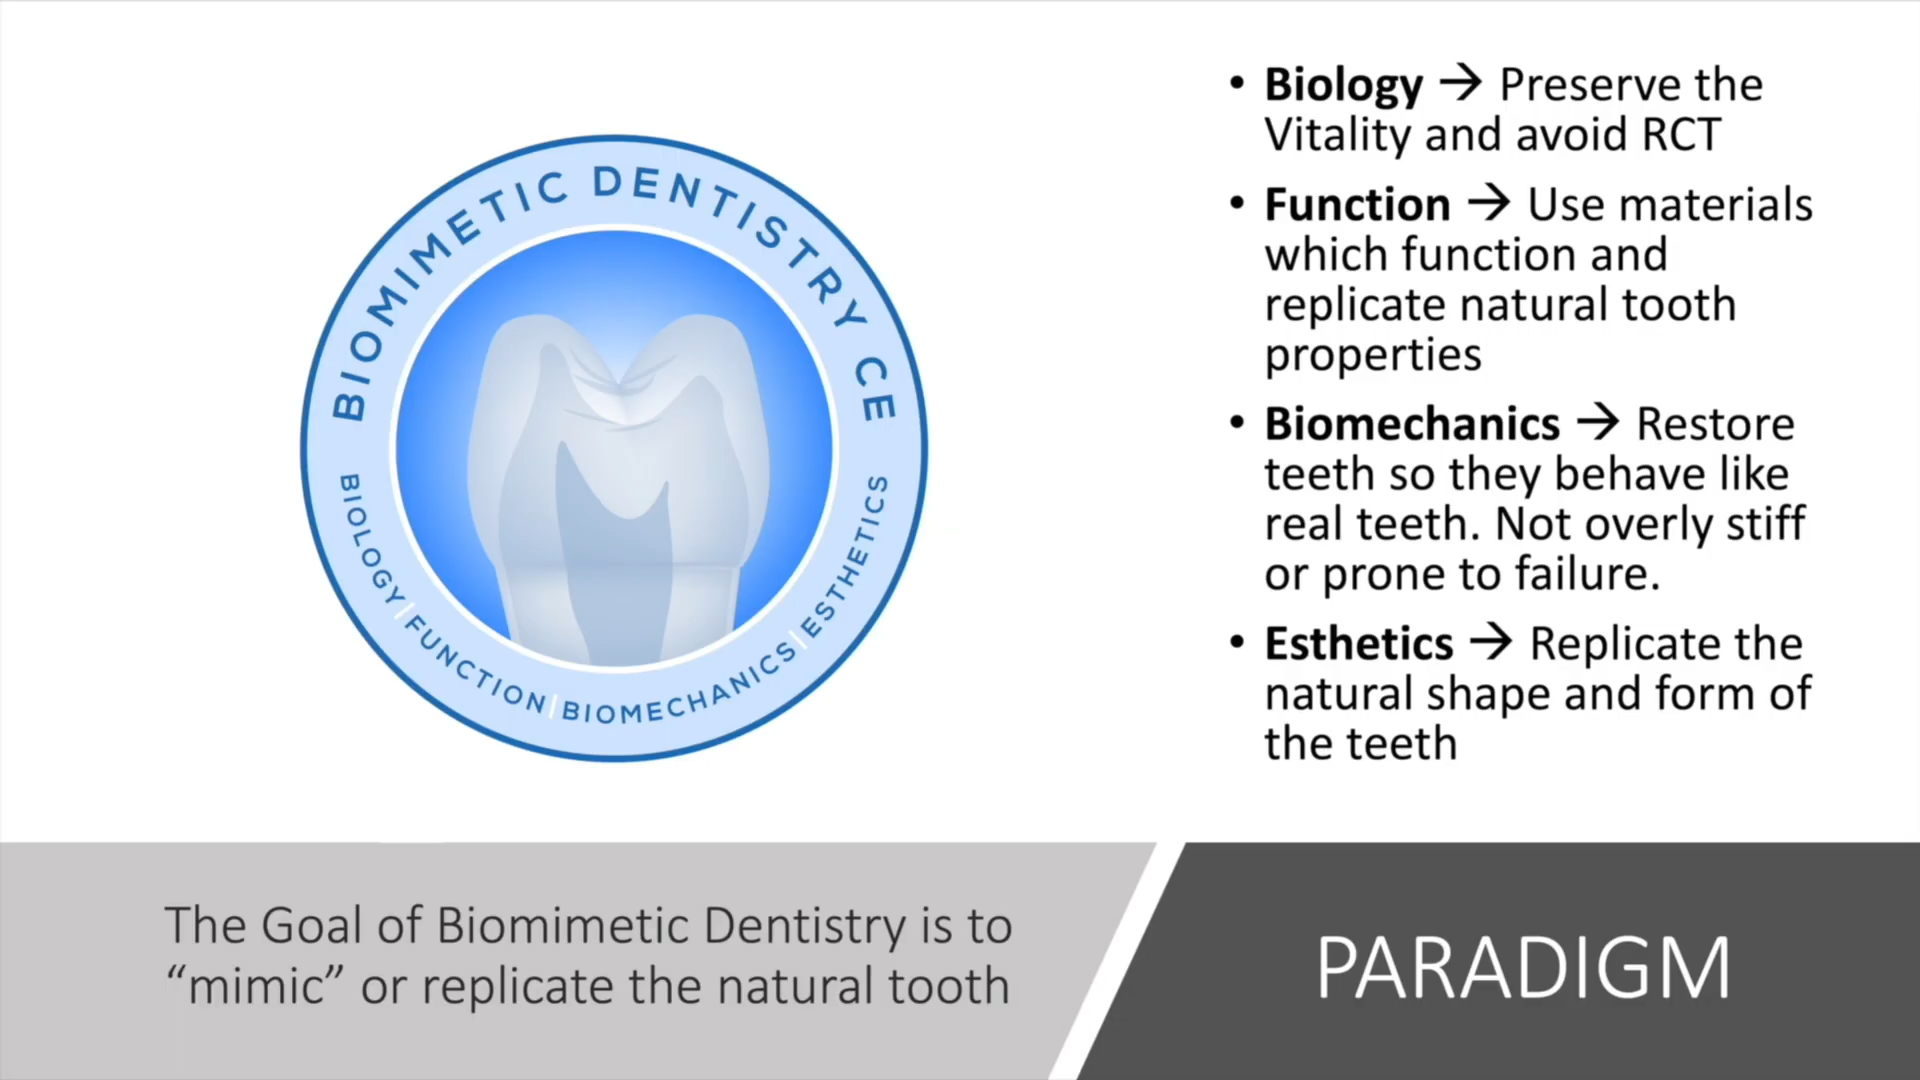 BIOMIMETIC DENTISTRY CE
BIOLOGY|FUNCTION|BIOMECHANICS|ESTHETICS
• Biology → Preserve the
Vitality and avoid RCT
• Function → Use materials
which function and
replicate natural tooth
properties
• Biomechanics → Restore
teeth so they behave like
real teeth. Not overly stiff
or prone to failure.
• Esthetics → Replicate the
natural shape and form of
the teeth
The Goal of Biomimetic Dentistry is to
“mimic” or replicate the natural tooth
PARADIGM